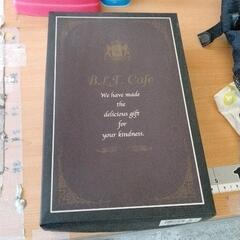 B.L.T. Cafe
We have made
the
delicious gift
for
your kindness.